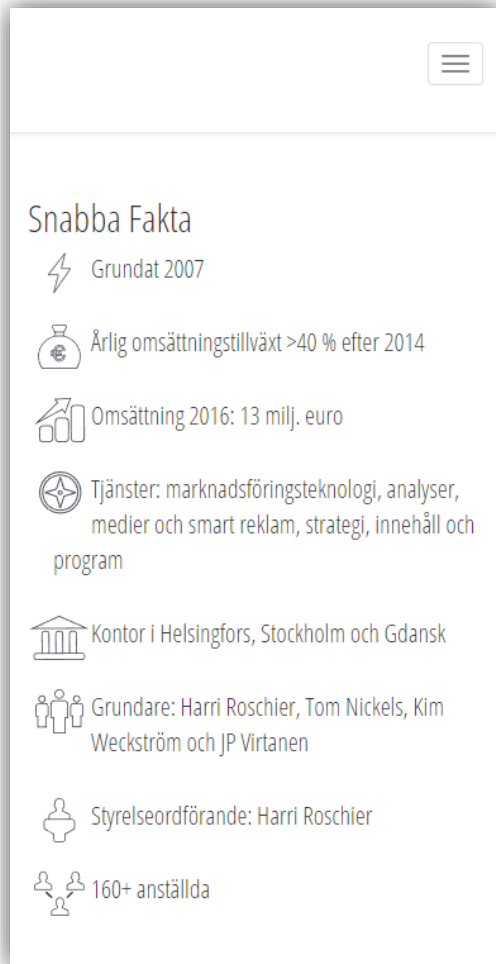 Snabba Fakta
Grundat 2007
Årlig omsättningstillväxt >40 % efter 2014
Omsättning 2016: 13 milj. euro
Tjänster: marknadsföringsteknologi, analyser,
medier och smart reklam, strategi, innehåll och
program
Kontor i Helsingfors, Stockholm och Gdansk
Grundare: Harri Roschier, Tom Nickels, Kim
Weckström och JP Virtanen
Styrelseordförande: Harri Roschier
160+ anställda